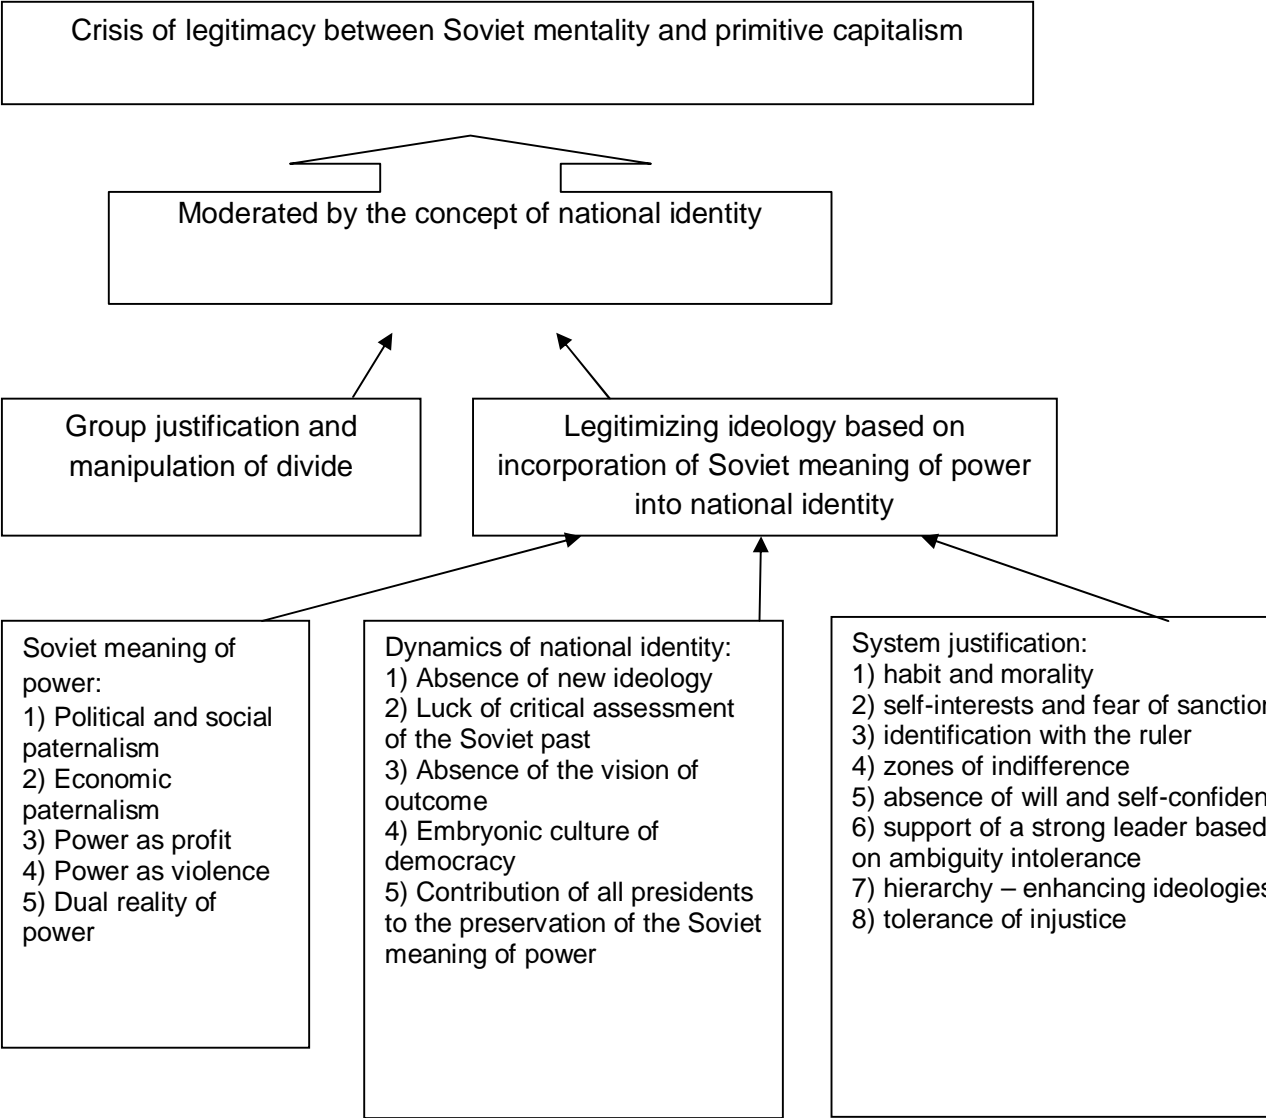 Crisis of legitimacy between Soviet mentality and primitive capitalism
Moderated by the concept of national identity
Group justification and
manipulation of divide
Legitimizing ideology based on
incorporation of Soviet meaning of power
into national identity
Soviet meaning of
power:
1) Political and social
paternalism
2) Economic
paternalism
3) Power as profit
4) Power as violence
5) Dual reality of
power
Dynamics of national identity:
1) Absence of new ideology
2) Luck of critical assessment
of the Soviet past
3) Absence of the vision of
outcome
4) Embryonic culture of
democracy
5) Contribution of all presidents
to the preservation of the Soviet
meaning of power
System justification:
1) habit and morality
2) self-interests and fear of sanction
3) identification with the ruler
4) zones of indifference
5) absence of will and self-confiden
6) support of a strong leader based
on ambiguity intolerance
7) hierarchy – enhancing ideologies
8) tolerance of injustice